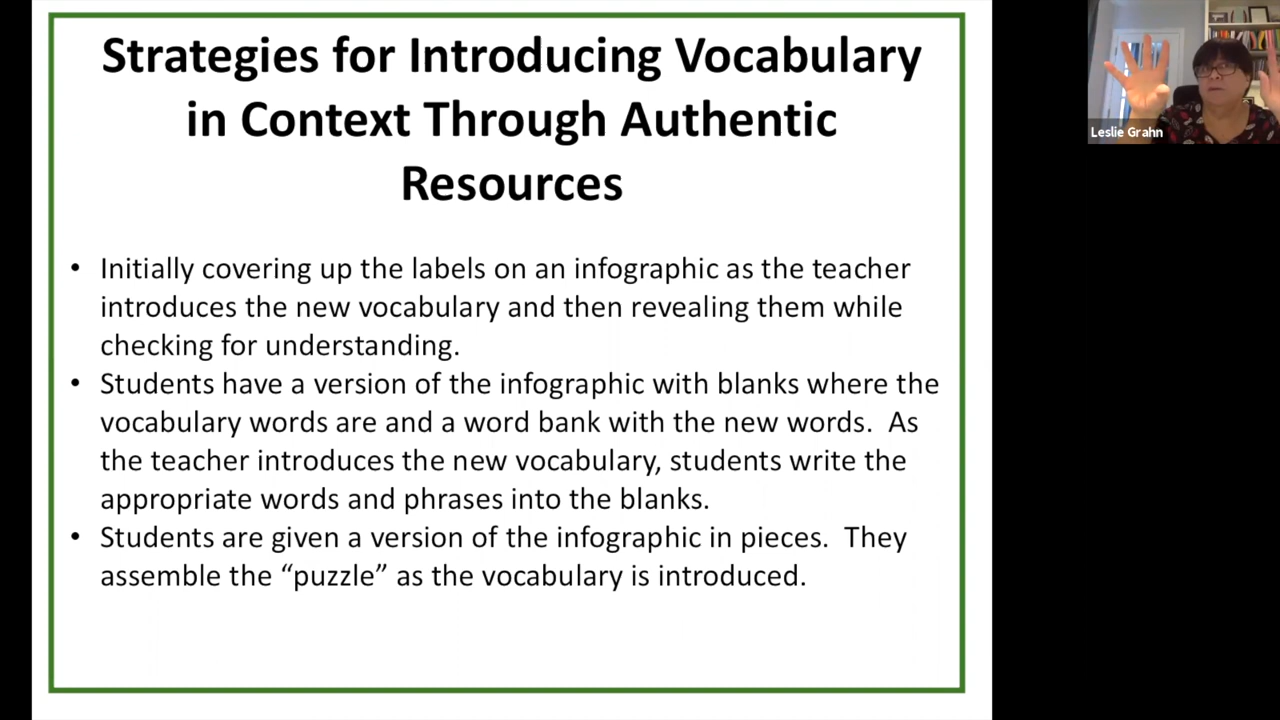 Strategies for Introducing Vocabulary
in Context Through Authentic
Resources
• Initially covering up the labels on an infographic as the teacher
introduces the new vocabulary and then revealing them while
checking for understanding.
• Students have a version of the infographic with blanks where the
vocabulary words are and a word bank with the new words.  As
the teacher introduces the new vocabulary, students write the
appropriate words and phrases into the blanks.
• Students are given a version of the infographic in pieces.  They
assemble the “puzzle” as the vocabulary is introduced.
Leslie Grahn